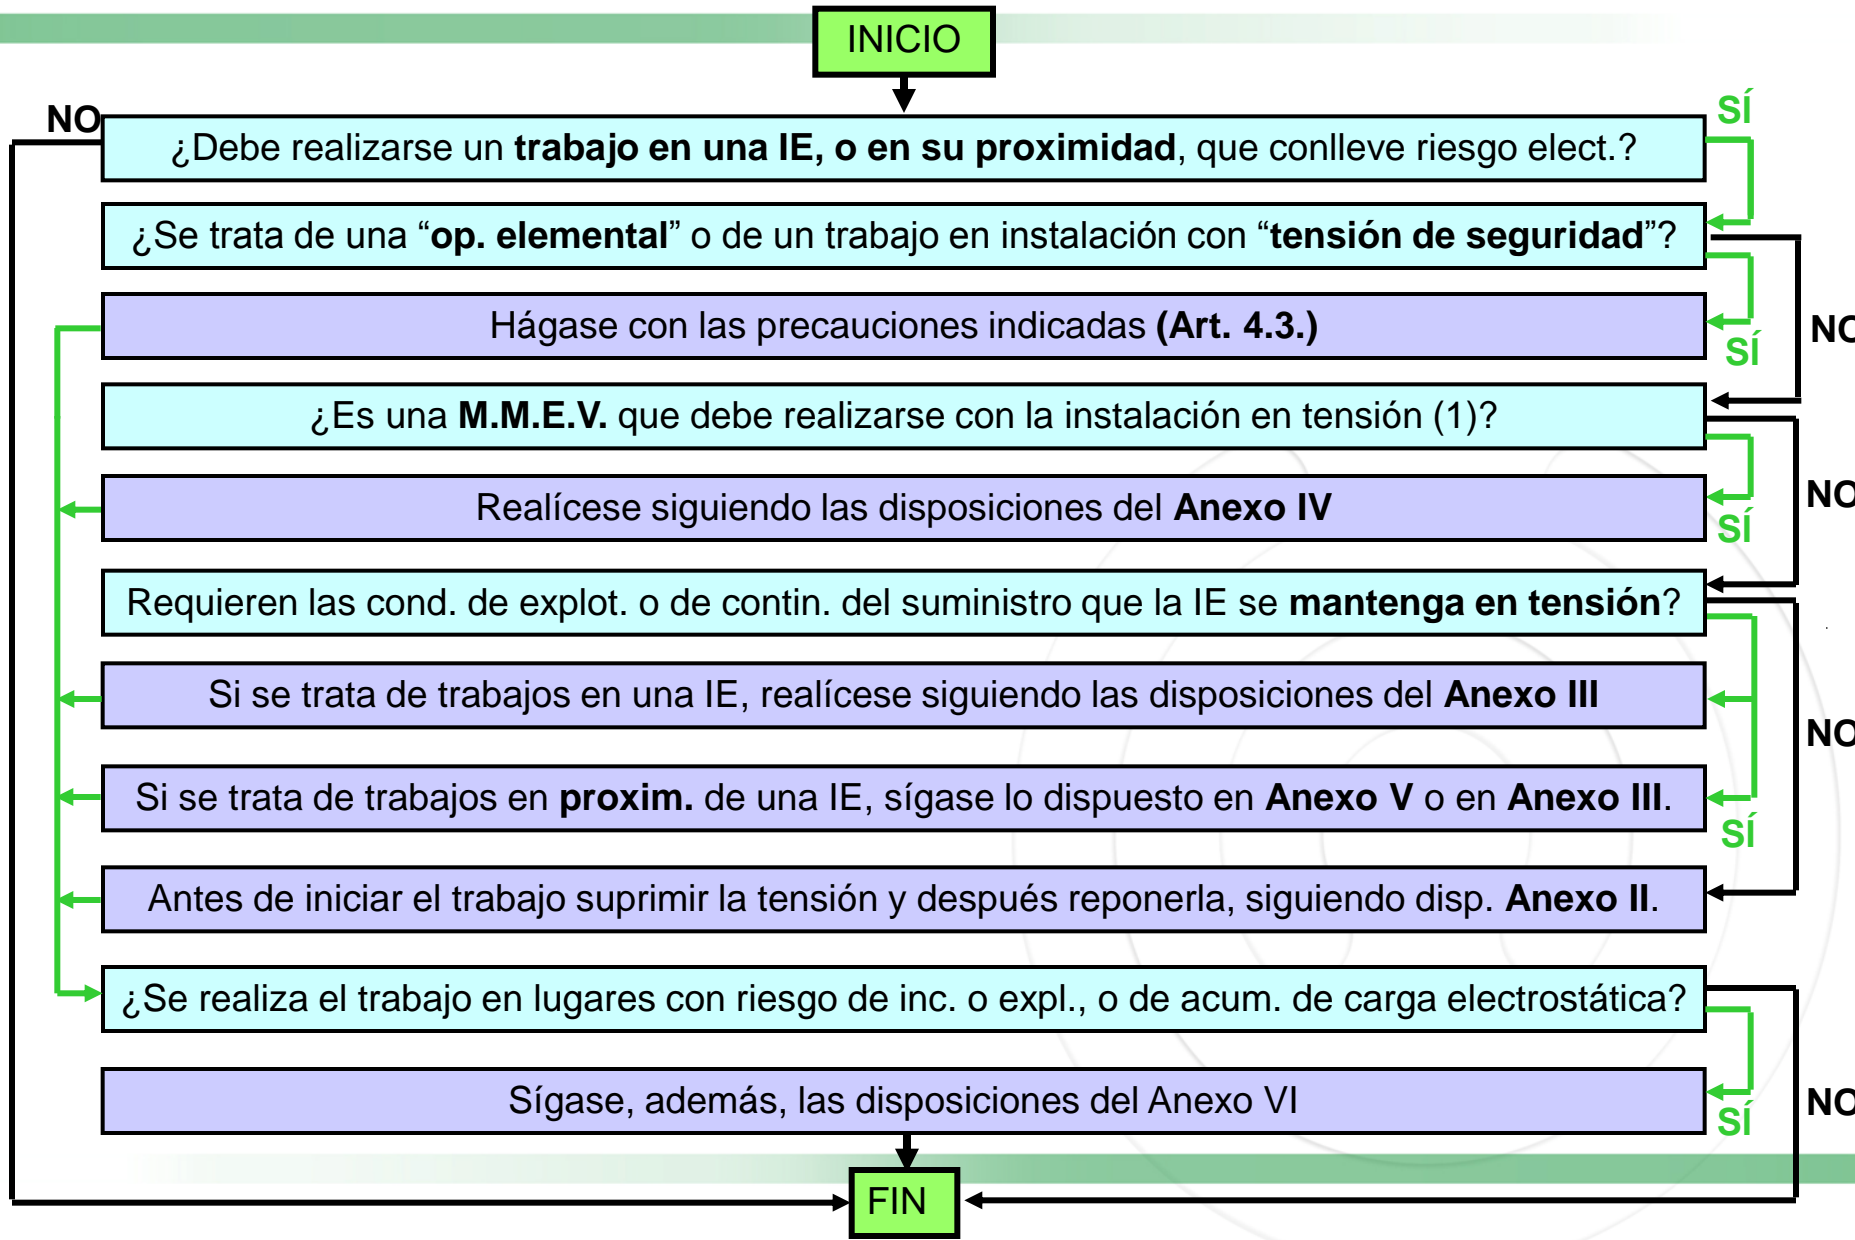 INICIO
NO
SÍ
¿Debe realizarse un trabajo en una IE, o en su proximidad, que conlleve riesgo elect.?
¿Se trata de una “op. elemental” o de un trabajo en instalación con “tensión de seguridad”?
Hágase con las precauciones indicadas (Art. 4.3.)
NO
SÍ
¿Es una M.M.E.V. que debe realizarse con la instalación en tensión (1)?
Realícese siguiendo las disposiciones del Anexo IV
NO
SÍ
Requieren las cond. de explot. o de contin. del suministro que la IE se mantenga en tensión?
Si se trata de trabajos en una IE, realícese siguiendo las disposiciones del Anexo III
NO
Si se trata de trabajos en proxim. de una IE, sígase lo dispuesto en Anexo V o en Anexo III.
SÍ
Antes de iniciar el trabajo suprimir la tensión y después reponerla, siguiendo disp. Anexo II.
¿Se realiza el trabajo en lugares con riesgo de inc. o expl., o de acum. de carga electrostática?
Sígase, además, las disposiciones del Anexo VI
NO
SÍ
FIN